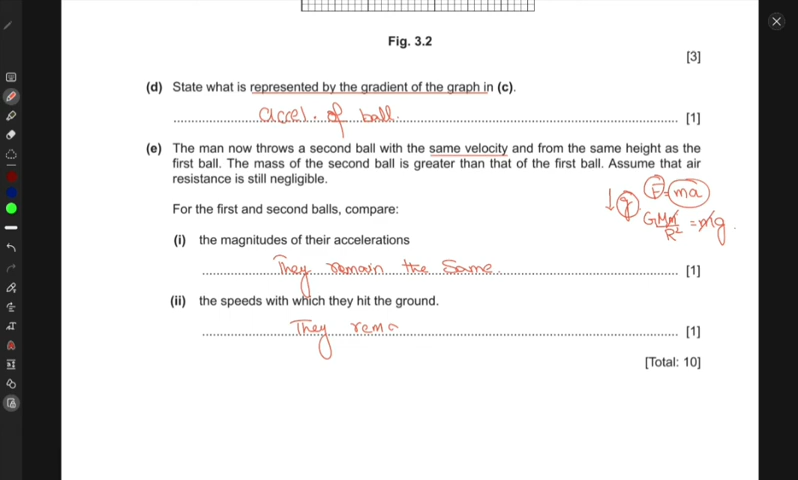 Fig. 3.2
[3]
(d) State what is represented by the gradient of the graph in (c).
accel. of ball. [1]
(e) The man now throws a second ball with the same velocity and from the same height as the
first ball. The mass of the second ball is greater than that of the first ball. Assume that air
resistance is still negligible.
↓g F = ma
GMm/R² = mg.
For the first and second balls, compare:
(i) the magnitudes of their accelerations
They remain the same. [1]
(ii) the speeds with which they hit the ground.
They rema [1]
[Total: 10]